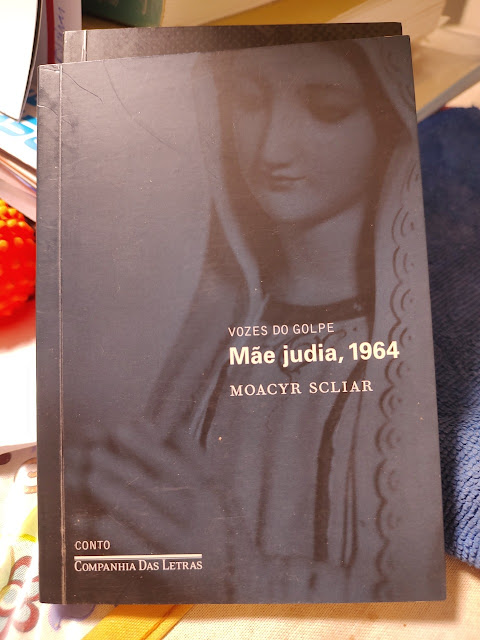 VOZES DO GOLPE
Mãe judia, 1964
MOACYR SCLIAR
CONTO
COMPANHIA DAS LETRAS